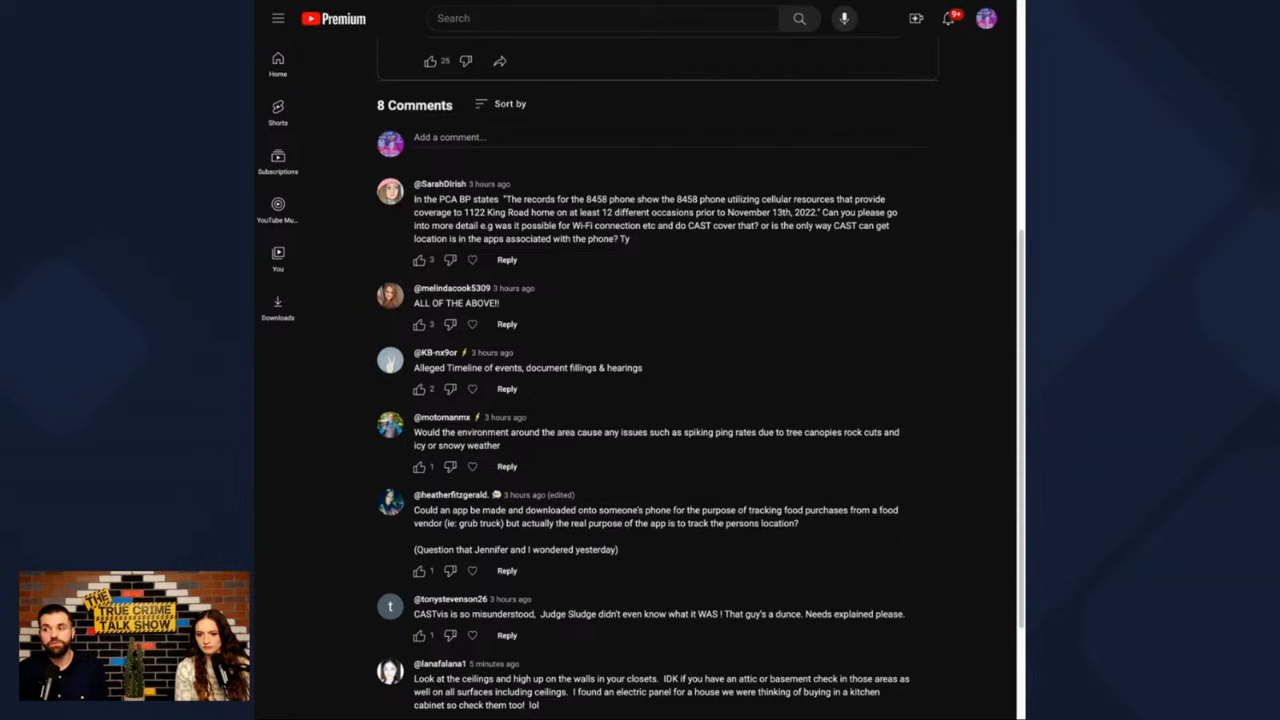 Premium
Search
9+
Home
Shorts
Subscriptions
YouTube Mu...
You
Downloads
25
8 Comments
Sort by
Add a comment...
@SarahDIrish 3 hours ago
In the PCA BP states "The records for the 8458 phone show the 8458 phone utilizing cellular resources that provide
coverage to 1122 King Road home on at least 12 different occasions prior to November 13th, 2022." Can you please go
into more detail e.g was it possible for Wi-Fi connection etc and do CAST cover that? or is the only way CAST can get
location is in the apps associated with the phone? Ty
3 Reply
@melindacook5309 3 hours ago
ALL OF THE ABOVE!!
3 Reply
@KB-nx9or 3 hours ago
Alleged Timeline of events, document fillings & hearings
2 Reply
@motomanmx 3 hours ago
Would the environment around the area cause any issues such as spiking ping rates due to tree canopies rock cuts and
icy or snowy weather
1 Reply
@heatherfitzgerald. 3 hours ago (edited)
Could an app be made and downloaded onto someone's phone for the purpose of tracking food purchases from a food
vendor (ie: grub truck) but actually the real purpose of the app is to track the persons location?
(Question that Jennifer and I wondered yesterday)
1 Reply
@tonystevenson26 3 hours ago
t
CASTvis is so misunderstood, Judge Sludge didn't even know what it WAS ! That guy's a dunce. Needs explained please.
1 Reply
@lanafalana1 5 minutes ago
Look at the ceilings and high up on the walls in your closets. IDK if you have an attic or basement check in those areas as
well on all surfaces including ceilings. I found an electric panel for a house we were thinking of buying in a kitchen
cabinet so check them too! lol
THE
TRUE CRIME
TALK SHOW